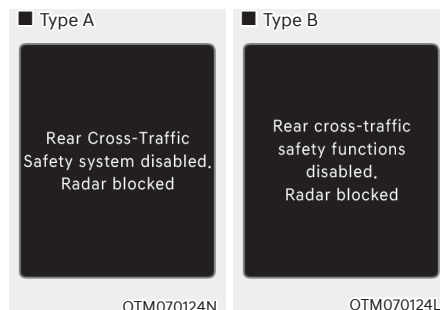 ■ Type A
Rear Cross-Traffic
Safety system disabled.
Radar blocked
OTM070124N
■ Type B
Rear cross-traffic
safety functions
disabled.
Radar blocked
OTM070124L